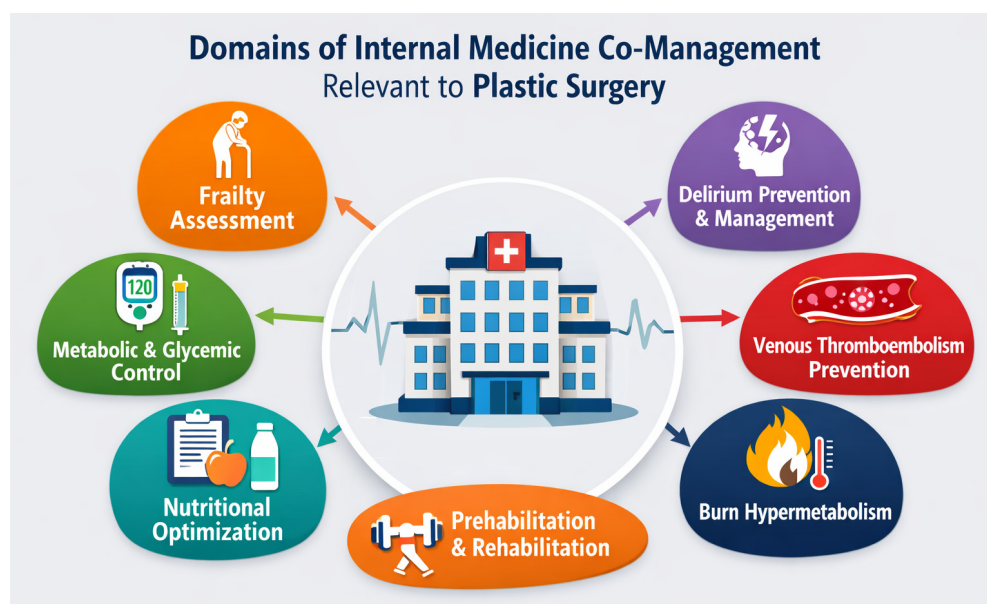 Domains of Internal Medicine Co-Management
Relevant to Plastic Surgery
Frailty
Assessment
Delirium Prevention
& Management
120
Metabolic & Glycemic
Control
Venous Thromboembolism
Prevention
Nutritional
Optimization
Burn Hypermetabolism
Prehabilitation
& Rehabilitation